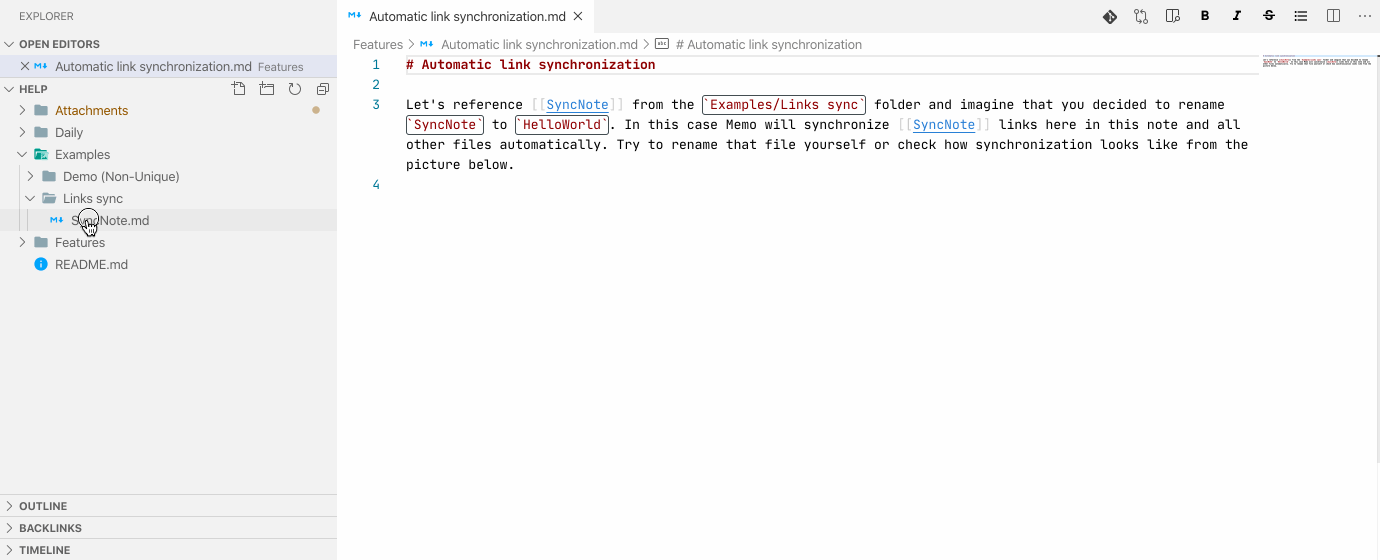 EXPLORER
OPEN EDITORS
Automatic link synchronization.md Features
HELP
Attachments
Daily
Examples
Demo (Non-Unique)
Links sync
SyncNote.md
Features
README.md
OUTLINE
BACKLINKS
TIMELINE
Automatic link synchronization.md
B I S
Features > Automatic link synchronization.md > # Automatic link synchronization
1 # Automatic link synchronization
2
3 Let's reference [[SyncNote]] from the `Examples/Links sync` folder and imagine that you decided to rename
`SyncNote` to `HelloWorld`. In this case Memo will synchronize [[SyncNote]] links here in this note and all
other files automatically. Try to rename that file yourself or check how synchronization looks like from the
picture below.
4